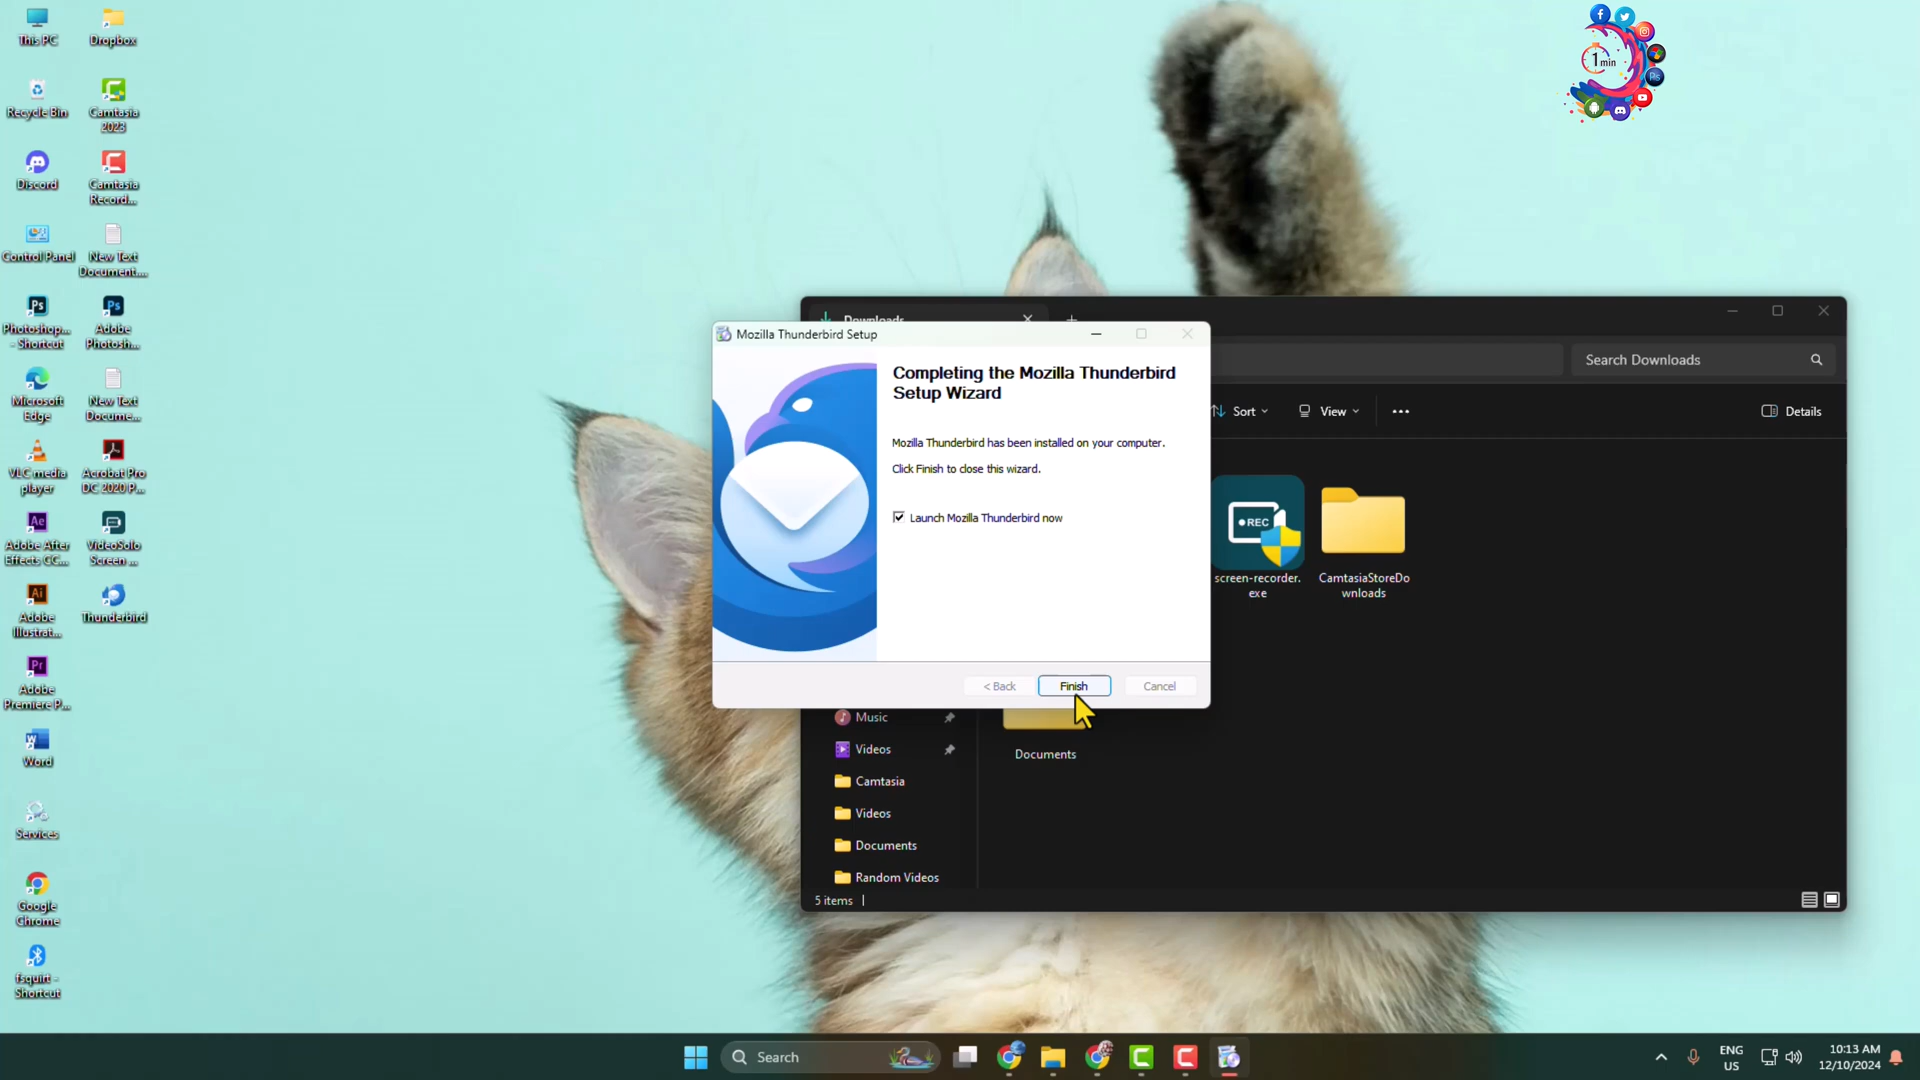 This PC
Dropbox
Recycle Bin
Camtasia
2023
Discord
Camtasia
Record...
Control Panel
New Text
Document....
Photoshop...
- Shortcut
Adobe
Photosh...
Microsoft
Edge
New Text
Docume...
VLC media
player
Acrobat Pro
DC 2020 P...
Adobe After
Effects CC...
VideoSolo
Screen ...
Adobe
Illustrat...
Thunderbird
Adobe
Premiere P...
Word
Services
Google
Chrome
fsquirt -
Shortcut
1 min
Ps
Downloads
Search Downloads
Sort
View
Details
REC
screen-recorder.
exe
CamtasiaStoreDo
wnloads
Mozilla Thunderbird Setup
Completing the Mozilla Thunderbird
Setup Wizard
Mozilla Thunderbird has been installed on your computer.
Click Finish to close this wizard.
Launch Mozilla Thunderbird now
< Back
Finish
Cancel
Music
Videos
Camtasia
Videos
Documents
Random Videos
Documents
5 items
Search
ENG
US
10:13 AM
12/10/2024